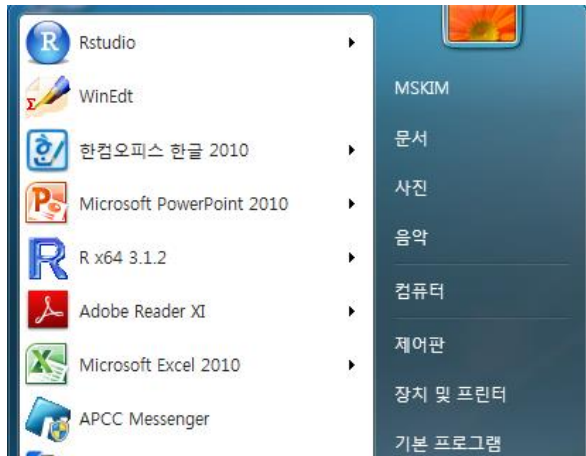 Rstudio
WinEdt
한컴오피스 한글 2010
Microsoft PowerPoint 2010
R x64 3.1.2
Adobe Reader XI
Microsoft Excel 2010
APCC Messenger
MSKIM
문서
사진
음악
컴퓨터
제어판
장치 및 프린터
기본 프로그램